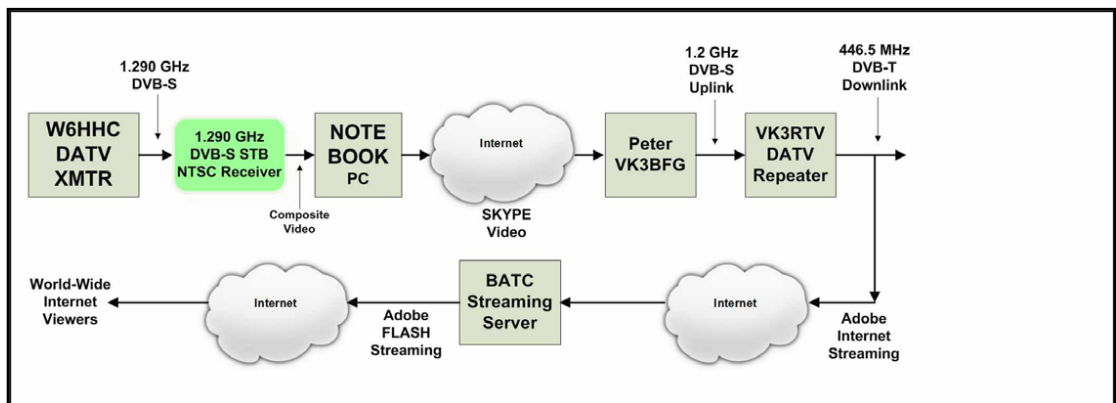 1.290 GHz
DVB-S
W6HHC
DATV
XMTR
1.290 GHz
DVB-S STB
NTSC Receiver
Composite
Video
NOTE
BOOK
PC
Internet
SKYPE
Video
Peter
VK3BFG
1.2 GHz
DVB-S
Uplink
VK3RTV
DATV
Repeater
446.5 MHz
DVB-T
Downlink
World-Wide
Internet
Viewers
Internet
Adobe
FLASH
Streaming
BATC
Streaming
Server
Internet
Adobe
Internet
Streaming